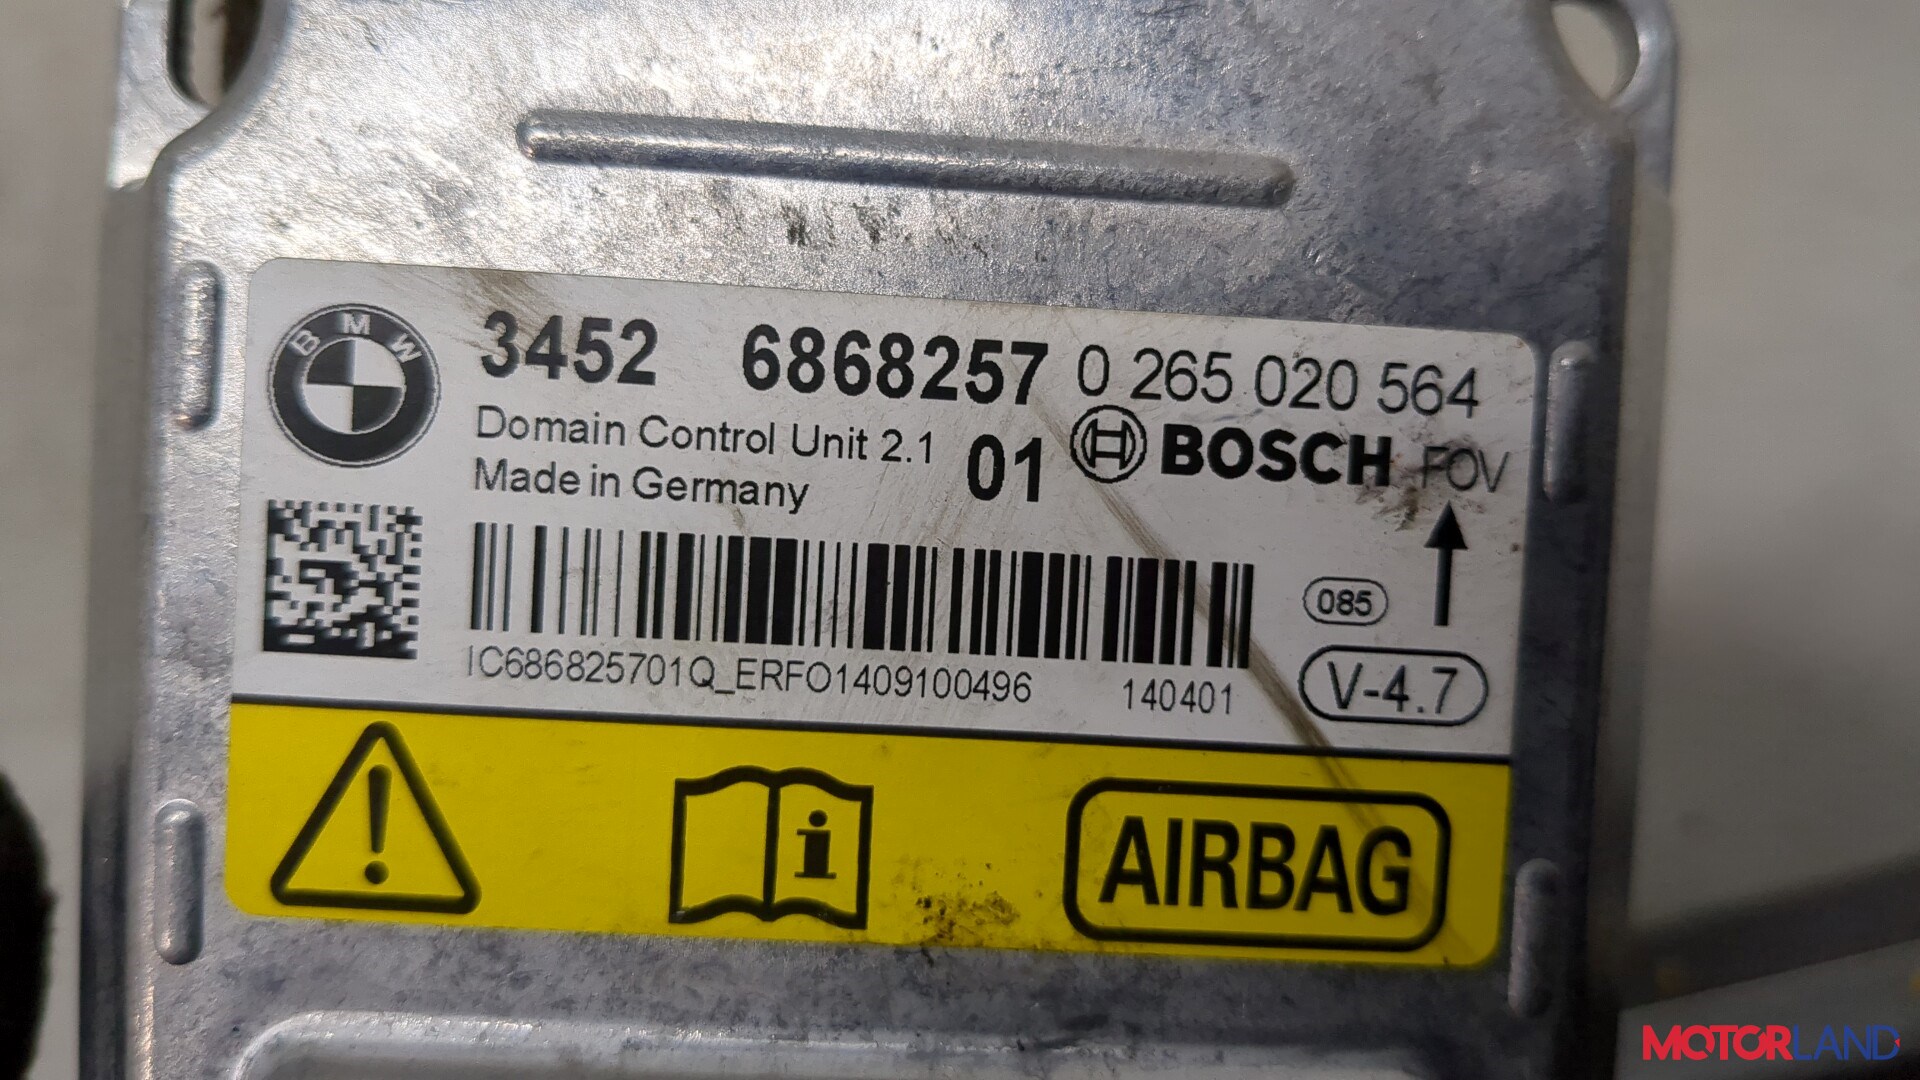 BMW
3452 6868257 0 265 020 564
Domain Control Unit 2.1 01 BOSCH FOV
Made in Germany
085
IC686825701Q_ERFO1409100496 140401
V-4.7
i
AIRBAG
MOTORLAND